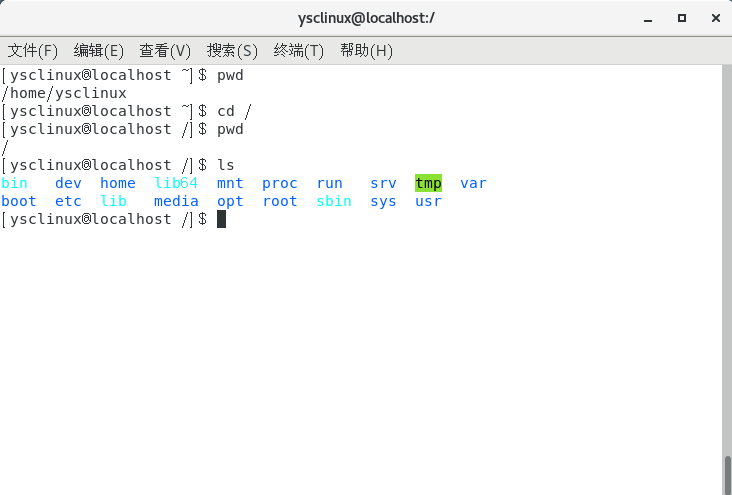 ysclinux@localhost:/
文件(F) 编辑(E) 查看(V) 搜索(S) 终端(T) 帮助(H)
[ysclinux@localhost ~]$ pwd
/home/ysclinux
[ysclinux@localhost ~]$ cd /
[ysclinux@localhost /]$ pwd
/
[ysclinux@localhost /]$ ls
bin   dev  home  lib64  mnt  proc  run   srv  tmp  var
boot  etc  lib   media  opt  root  sbin  sys  usr
[ysclinux@localhost /]$